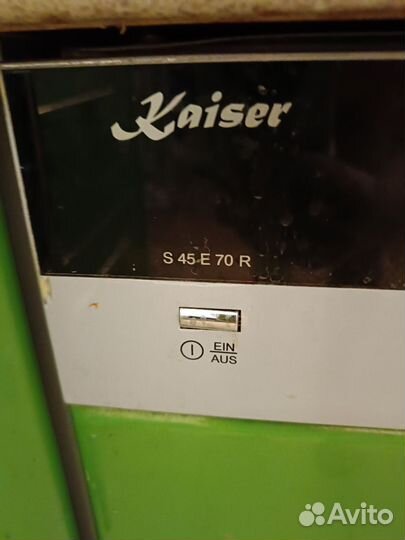 Kaiser
S 45 E 70 R
EIN
AUS
Avito